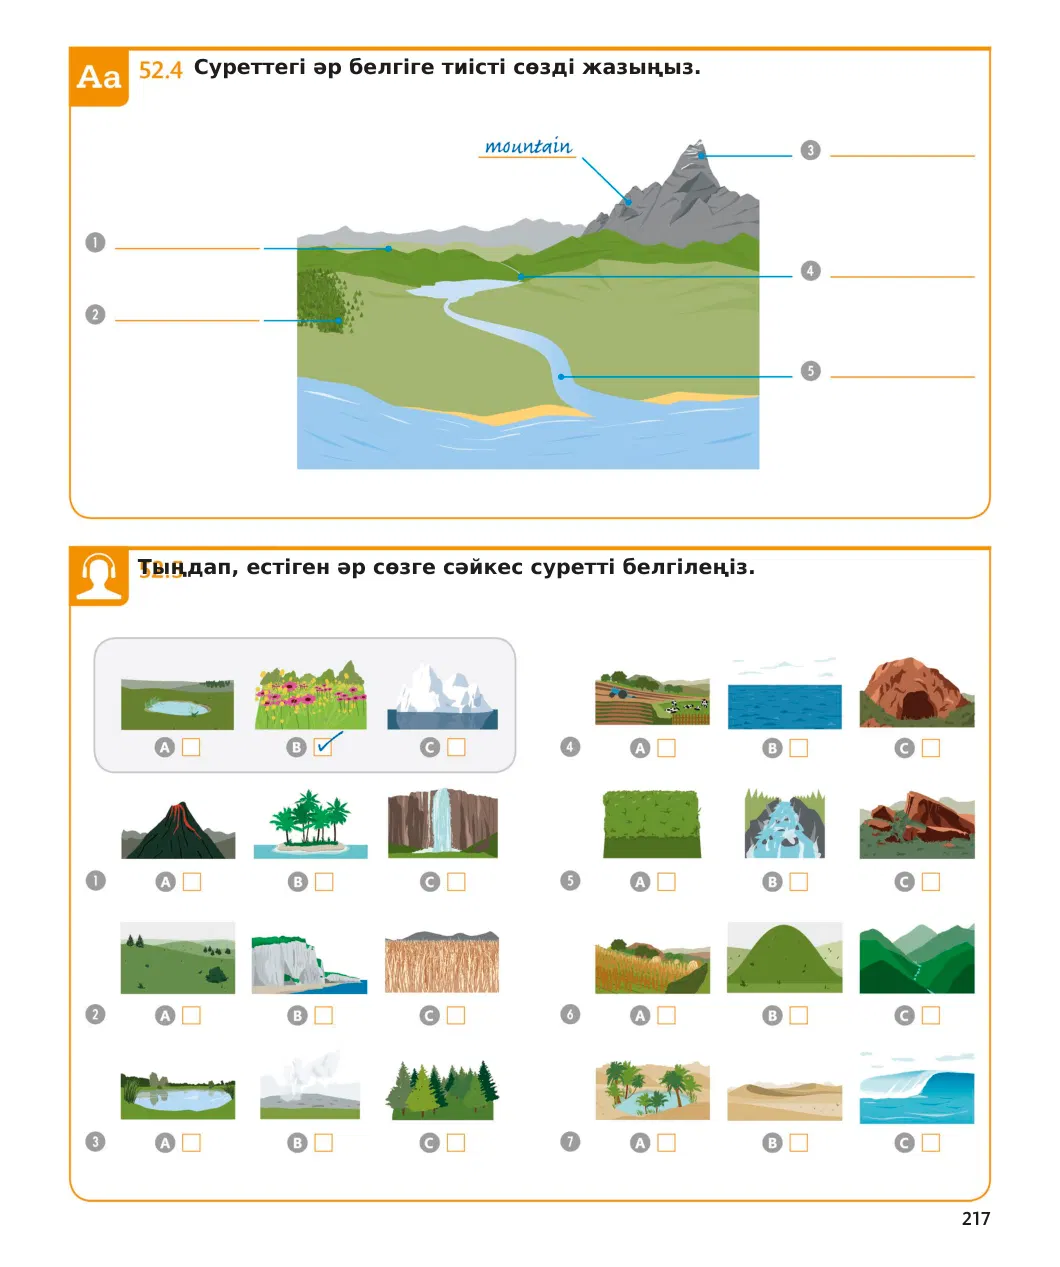 Aa 52.4 Суреттегі әр белгіге тиісті сөзді жазыңыз.
mountain
3
1
4
2
5
Тыңдап, естіген әр сөзге сәйкес суретті белгілеңіз.
A B C
4 A B C
1 A B C
5 A B C
2 A B C
6 A B C
3 A B C
7 A B C
217